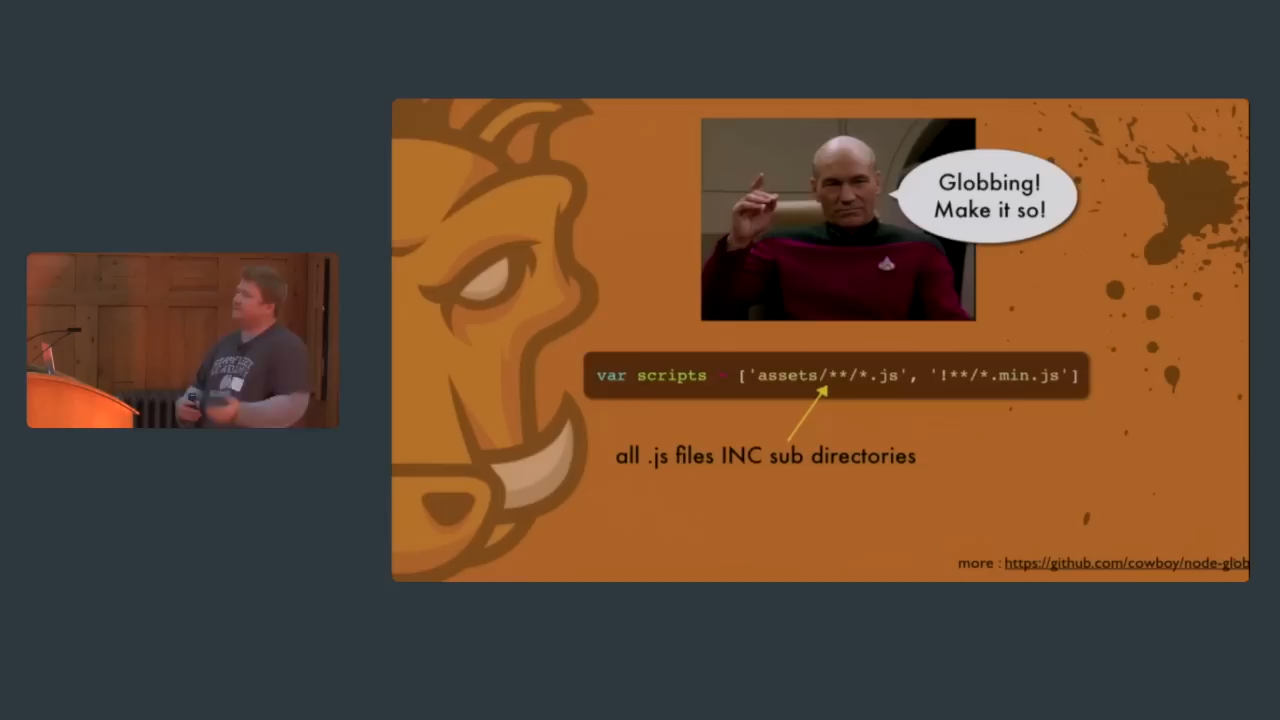 Globbing!
Make it so!
var scripts = ['assets/**/*.js', '!**/*.min.js']
all .js files INC sub directories
more : https://github.com/cowboy/node-glob